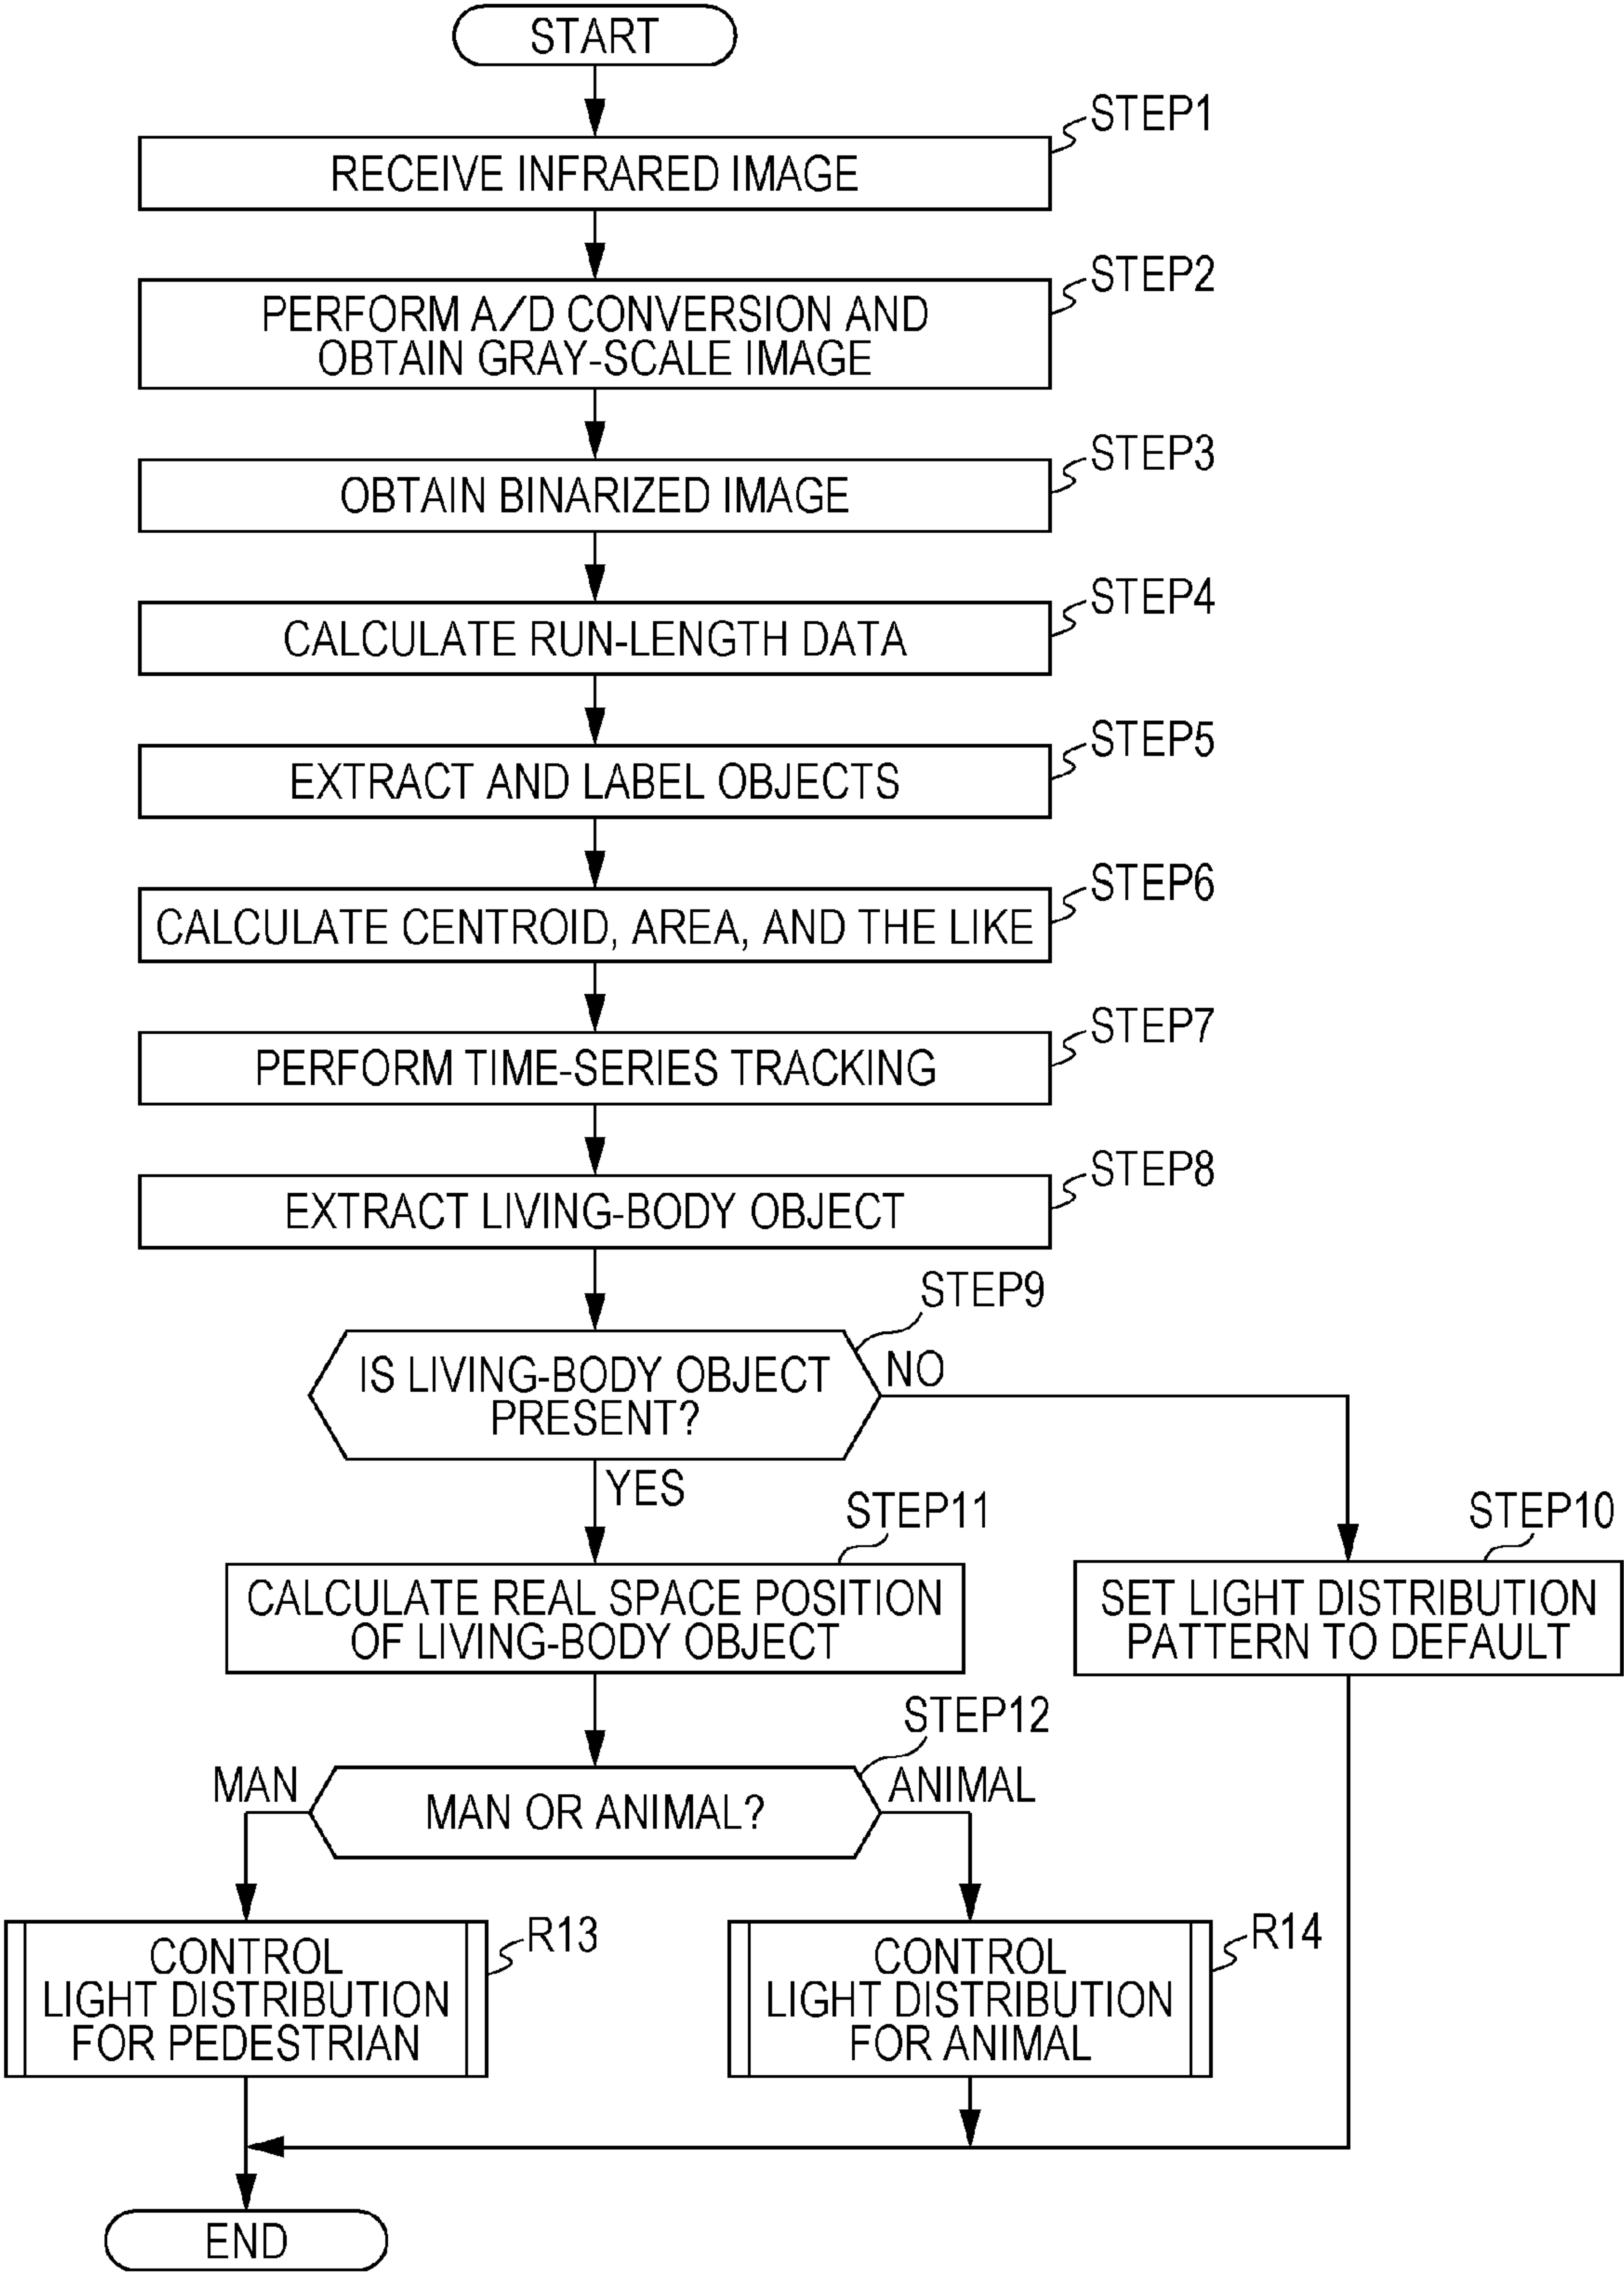 START
STEP1
RECEIVE INFRARED IMAGE
STEP2
PERFORM A/D CONVERSION AND
OBTAIN GRAY-SCALE IMAGE
STEP3
OBTAIN BINARIZED IMAGE
STEP4
CALCULATE RUN-LENGTH DATA
STEP5
EXTRACT AND LABEL OBJECTS
STEP6
CALCULATE CENTROID, AREA, AND THE LIKE
STEP7
PERFORM TIME-SERIES TRACKING
STEP8
EXTRACT LIVING-BODY OBJECT
STEP9
IS LIVING-BODY OBJECT
PRESENT?
NO
YES
STEP11
CALCULATE REAL SPACE POSITION
OF LIVING-BODY OBJECT
STEP10
SET LIGHT DISTRIBUTION
PATTERN TO DEFAULT
STEP12
MAN OR ANIMAL?
MAN
ANIMAL
R13
CONTROL
LIGHT DISTRIBUTION
FOR PEDESTRIAN
R14
CONTROL
LIGHT DISTRIBUTION
FOR ANIMAL
END